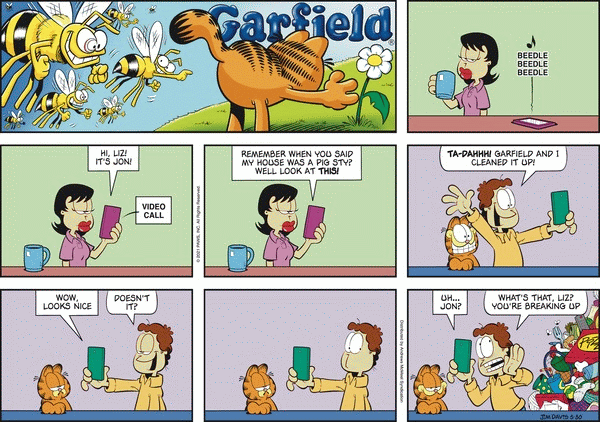 Garfield
BEEDLE
BEEDLE
BEEDLE
HI, LIZ!
IT'S JON!
VIDEO
CALL
© 2021 PAWS, INC. All Rights Reserved.
REMEMBER WHEN YOU SAID
MY HOUSE WAS A PIG STY?
WELL LOOK AT THIS!
TA-DAHHH! GARFIELD AND I
CLEANED IT UP!
WOW,
LOOKS NICE
DOESN'T
IT?
Distributed by Andrews McMeel Syndication
UH...
JON?
WHAT'S THAT, LIZ?
YOU'RE BREAKING UP
JIM DAVIS 5·30